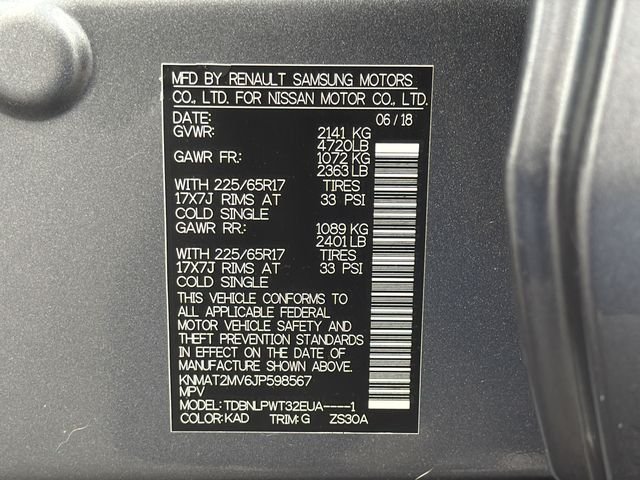 MFD BY RENAULT SAMSUNG MOTORS
CO., LTD. FOR NISSAN MOTOR CO., LTD.
DATE: 06/18
GVWR: 2141 KG
4720LB
GAWR FR: 1072 KG
2363 LB
WITH 225/65R17 TIRES
17X7J RIMS AT 33 PSI
COLD SINGLE
GAWR RR: 1089 KG
2401 LB
WITH 225/65R17 TIRES
17X7J RIMS AT 33 PSI
COLD SINGLE
THIS VEHICLE CONFORMS TO
ALL APPLICABLE FEDERAL
MOTOR VEHICLE SAFETY AND
THEFT PREVENTION STANDARDS
IN EFFECT ON THE DATE OF
MANUFACTURE SHOWN ABOVE.
KNMAT2MV6JP598567
MPV
MODEL: TDBNLPWT32EUA----1
COLOR: KAD TRIM: G ZS30A